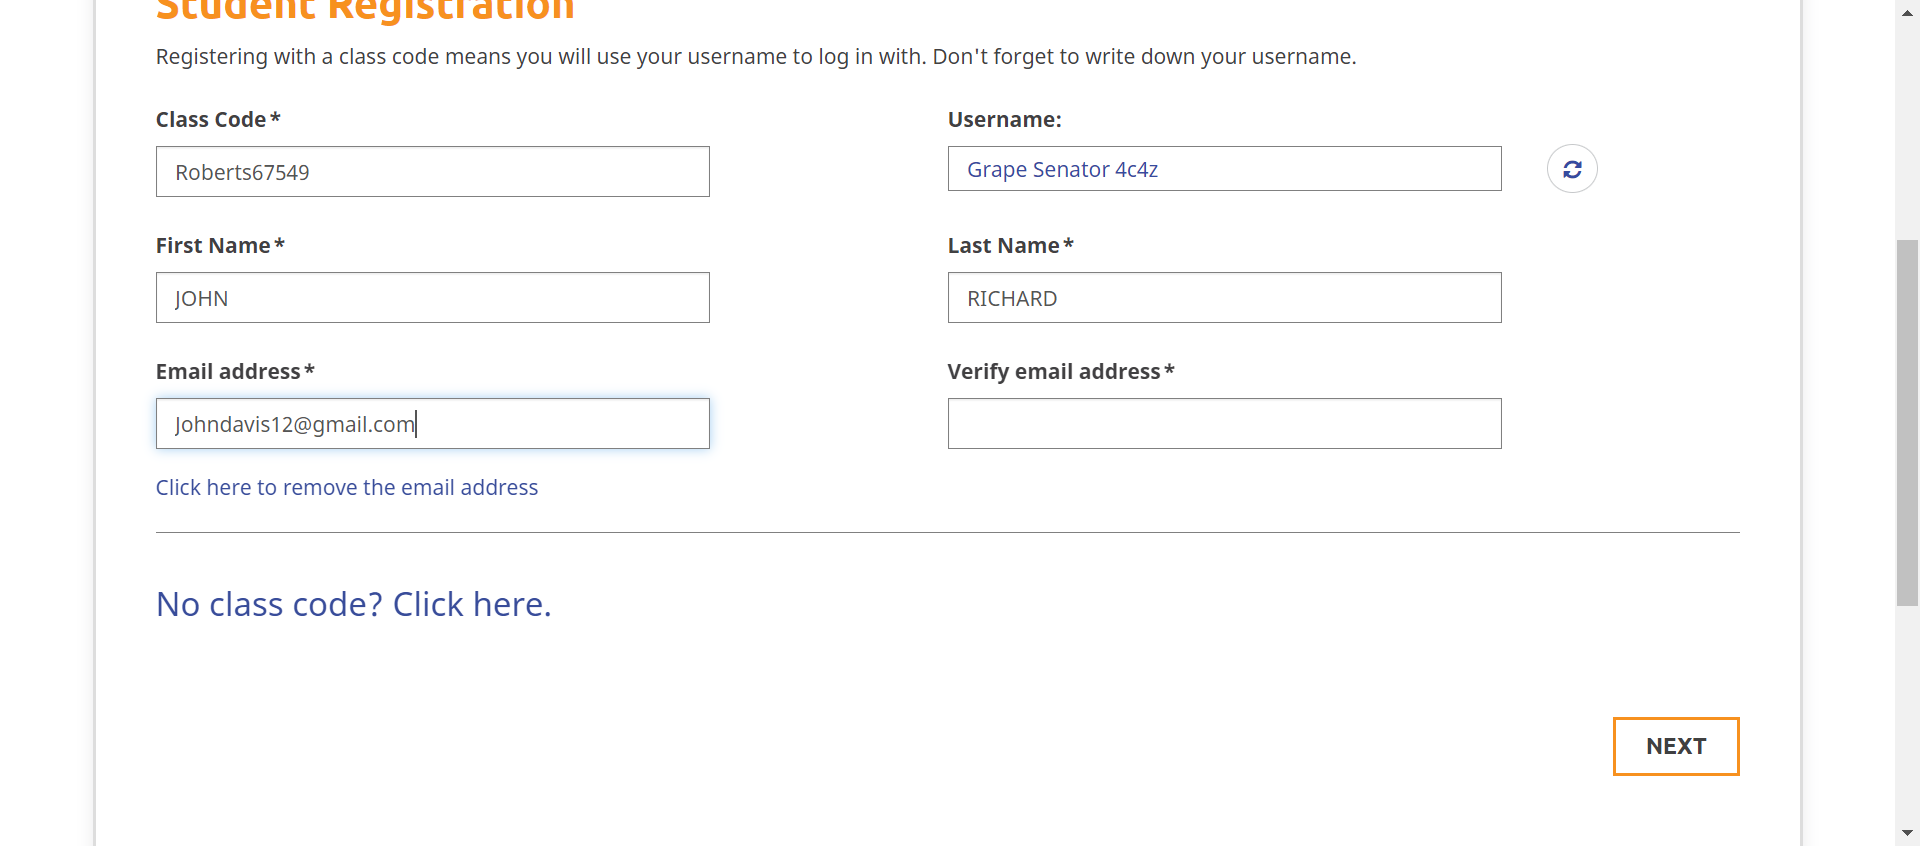 Student Registration
Registering with a class code means you will use your username to log in with. Don't forget to write down your username.
Class Code*
Username:
Roberts67549
Grape Senator 4c4z
First Name*
Last Name*
JOHN
RICHARD
Email address*
Verify email address*
Johndavis12@gmail.com
Click here to remove the email address
No class code? Click here.
NEXT